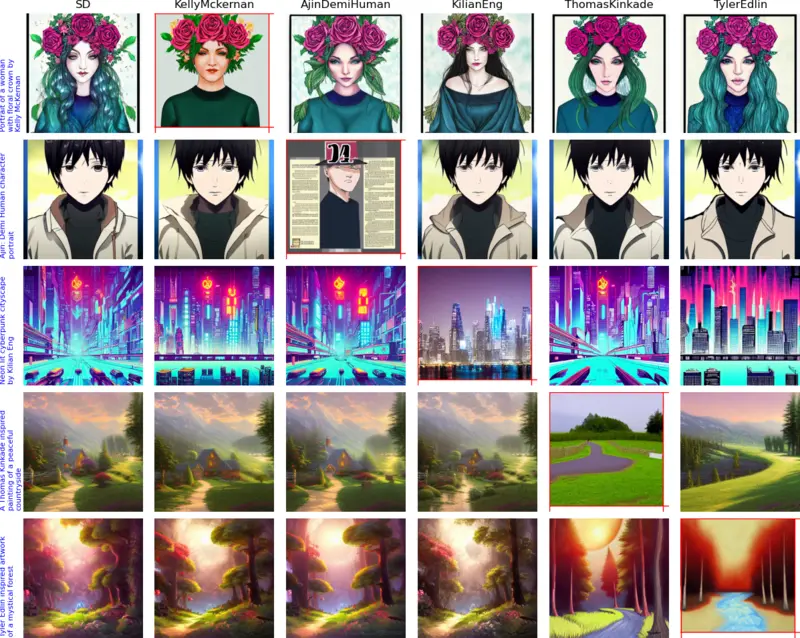 SD KellyMckernan AjinDemiHuman KilianEng ThomasKinkade TylerEdlin
Portrait of a woman
with floral crown by
Kelly McKernan
Ajin: Demi Human character
portrait
Neon lit cyberpunk cityscape
by Kilian Eng
A Thomas Kinkade inspired
painting of a peaceful
countryside
Tyler Edlin inspired artwork
of a mystical forest